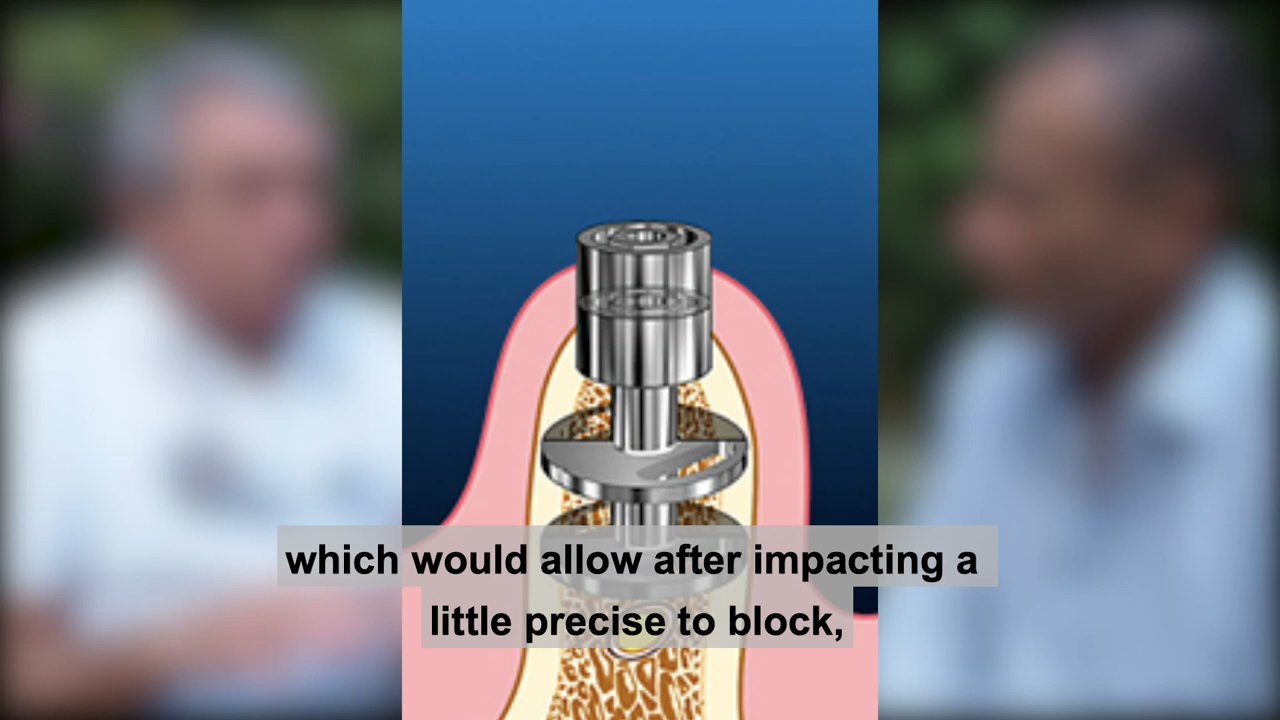 which would allow after impacting a
little precise to block,